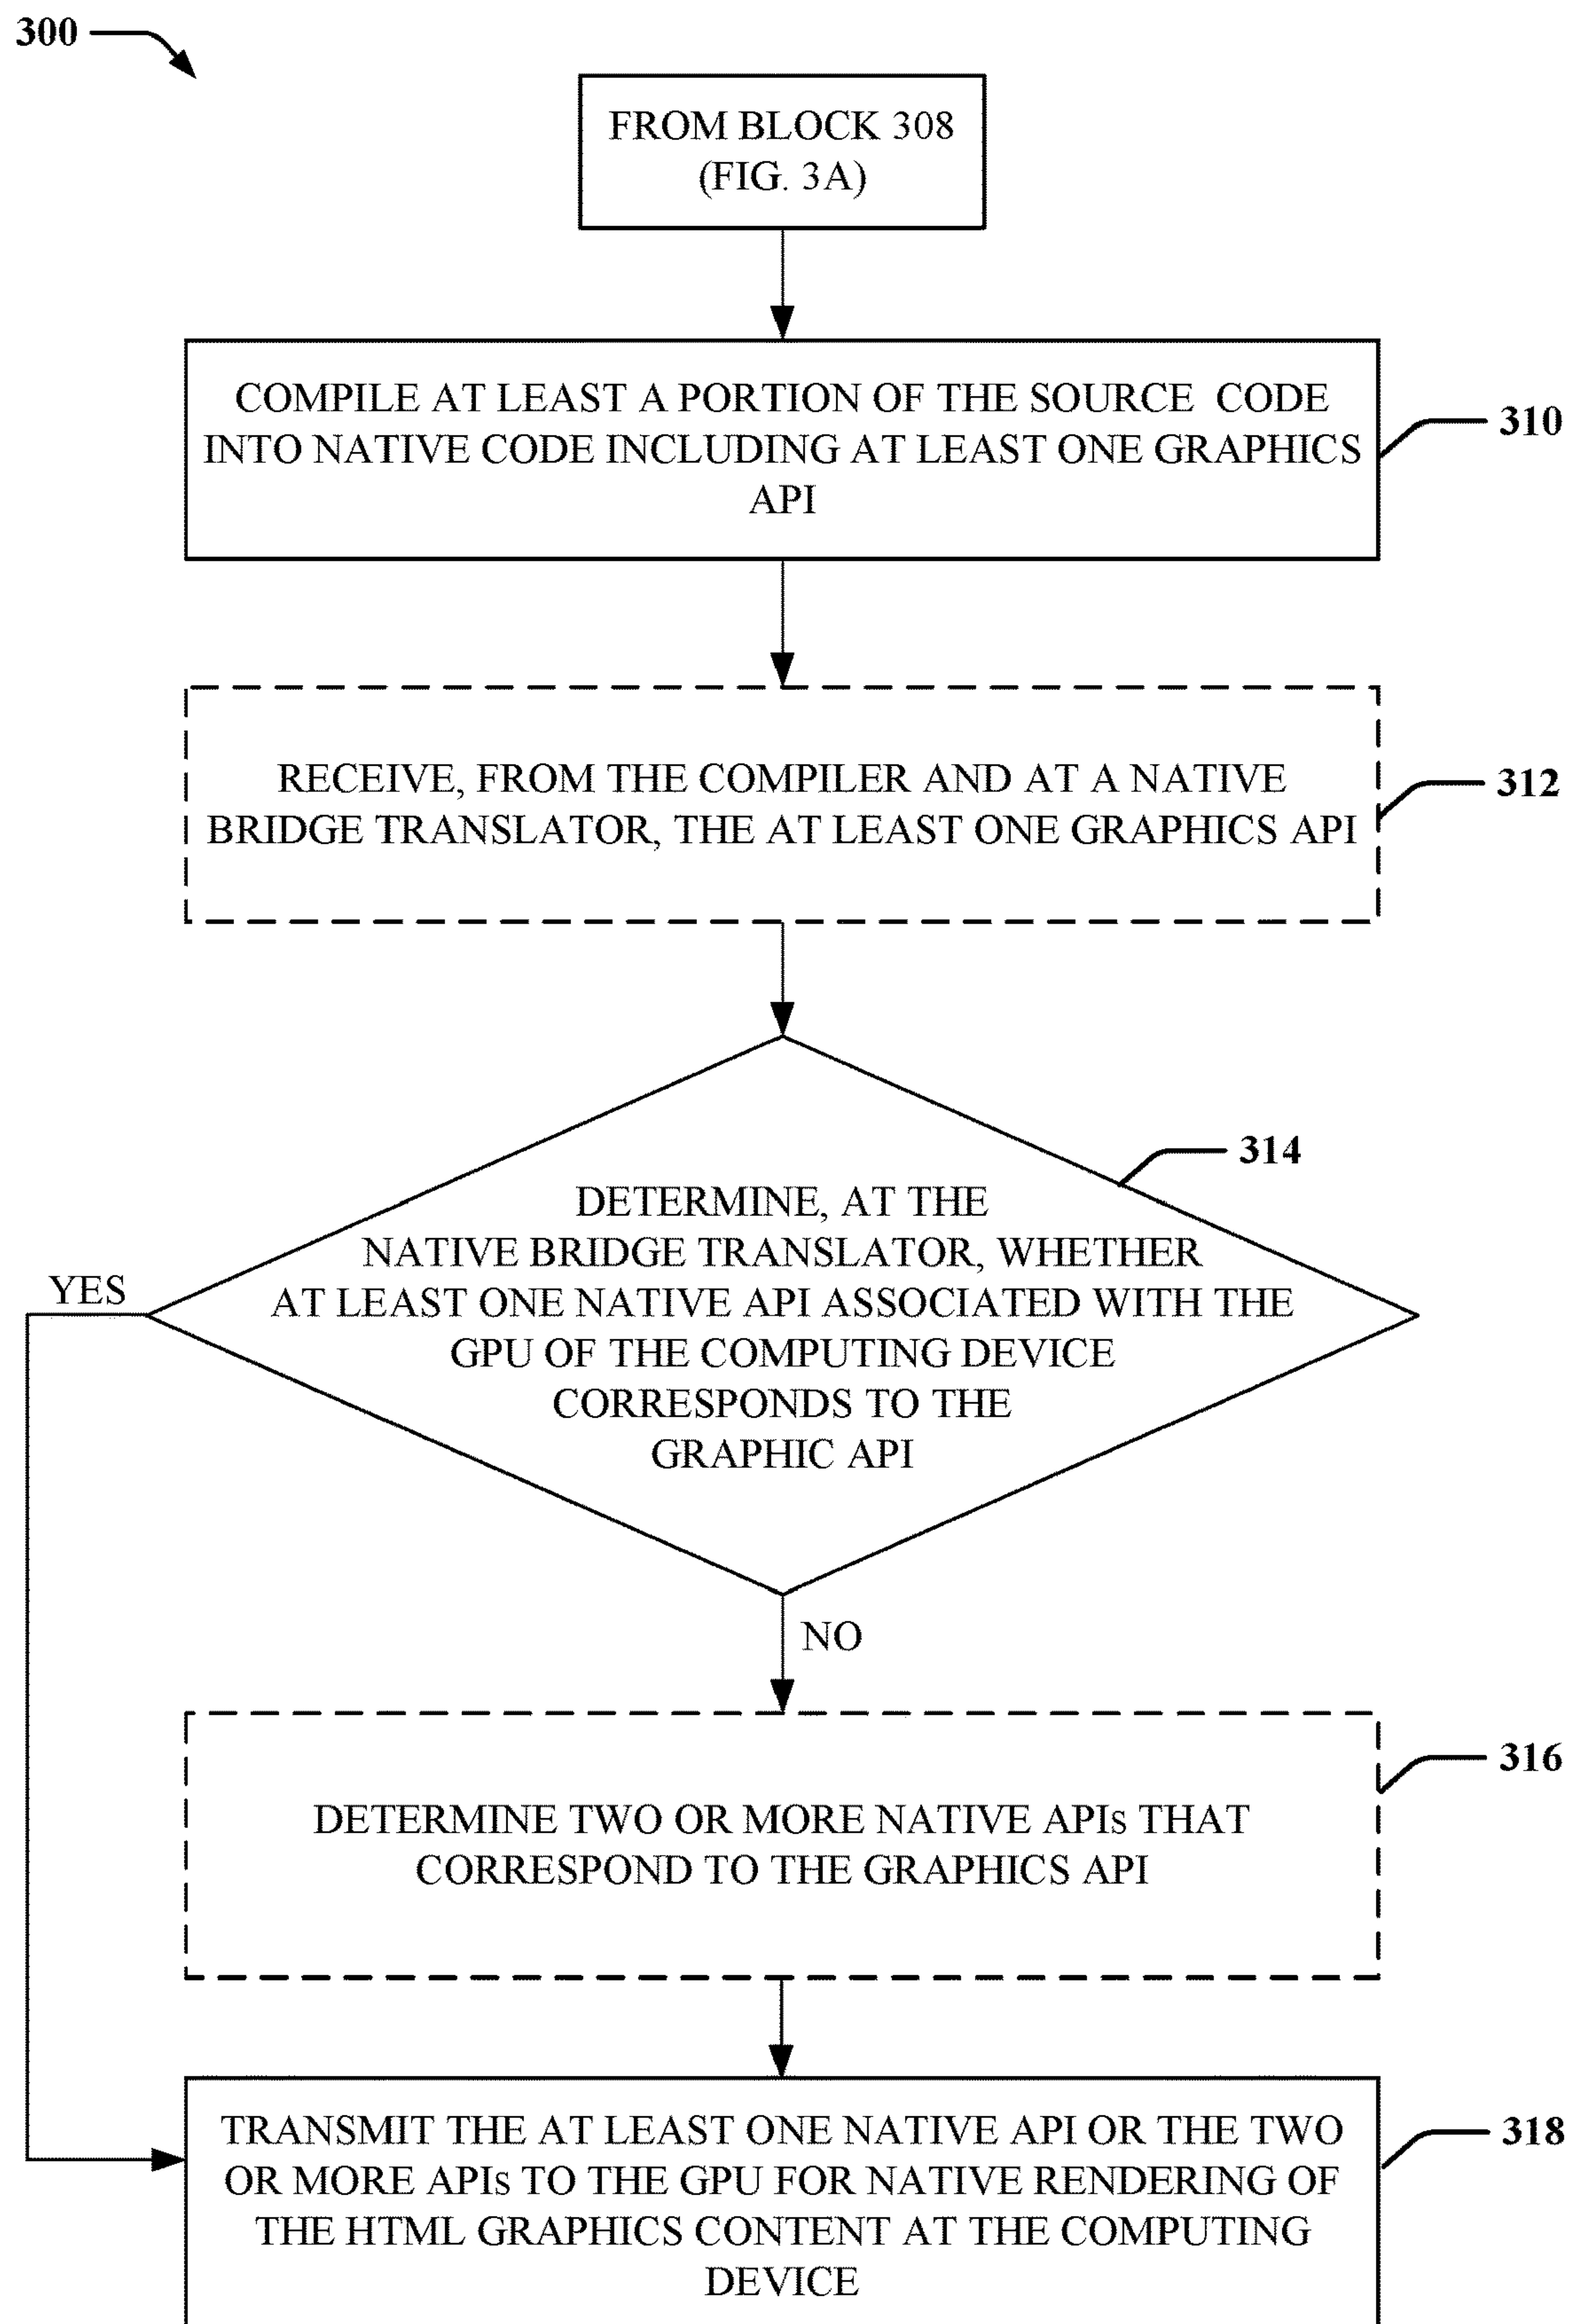 300
FROM BLOCK 308
(FIG. 3A)
COMPILE AT LEAST A PORTION OF THE SOURCE CODE
INTO NATIVE CODE INCLUDING AT LEAST ONE GRAPHICS
API
310
RECEIVE, FROM THE COMPILER AND AT A NATIVE
BRIDGE TRANSLATOR, THE AT LEAST ONE GRAPHICS API
312
314
DETERMINE, AT THE
NATIVE BRIDGE TRANSLATOR, WHETHER
AT LEAST ONE NATIVE API ASSOCIATED WITH THE
GPU OF THE COMPUTING DEVICE
CORRESPONDS TO THE
GRAPHIC API
YES
NO
316
DETERMINE TWO OR MORE NATIVE APIs THAT
CORRESPOND TO THE GRAPHICS API
TRANSMIT THE AT LEAST ONE NATIVE API OR THE TWO
OR MORE APIs TO THE GPU FOR NATIVE RENDERING OF
THE HTML GRAPHICS CONTENT AT THE COMPUTING
DEVICE
318